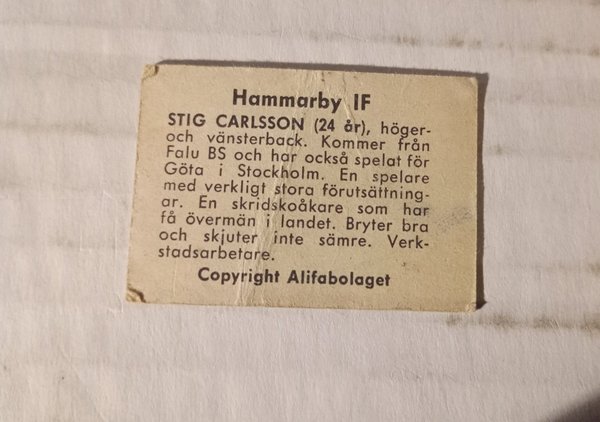 Hammarby IF
STIG CARLSSON (24 år), höger-
och vänsterback. Kommer från
Falu BS och har också spelat för
Göta i Stockholm. En spelare
med verkligt stora förutsättning-
ar. En skridskoåkare som har
få övermän i landet. Bryter bra
och skjuter inte sämre. Verk-
stadsarbetare.
Copyright Alifabolaget